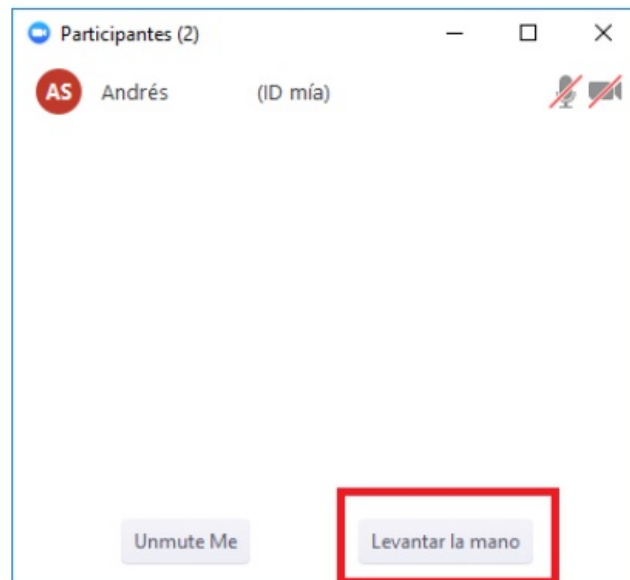 Participantes (2)
AS Andrés (ID mía)
Unmute Me Levantar la mano